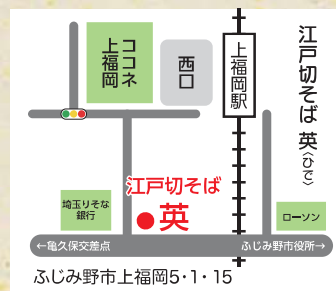 江戸切そば 英〈ひで〉
ココネ
上福岡
西口
上福岡駅
江戸切そば
英
埼玉りそな
銀行
ローソン
←亀久保交差点
ふじみ野市役所→
ふじみ野市上福岡5・1・15